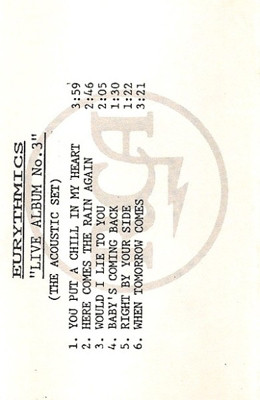 EURYTHMICS
"LIVE ALBUM No.3"
(THE ACOUSTIC SET)
1. YOU PUT A CHILL IN MY HEART 3:59
2. HERE COMES THE RAIN AGAIN 2:46
3. WOULD I LIE TO YOU 2:05
4. BABY'S COMING BACK 1:30
5. RIGHT BY YOUR SIDE 1:22
6. WHEN TOMORROW COMES 3:21
RCA